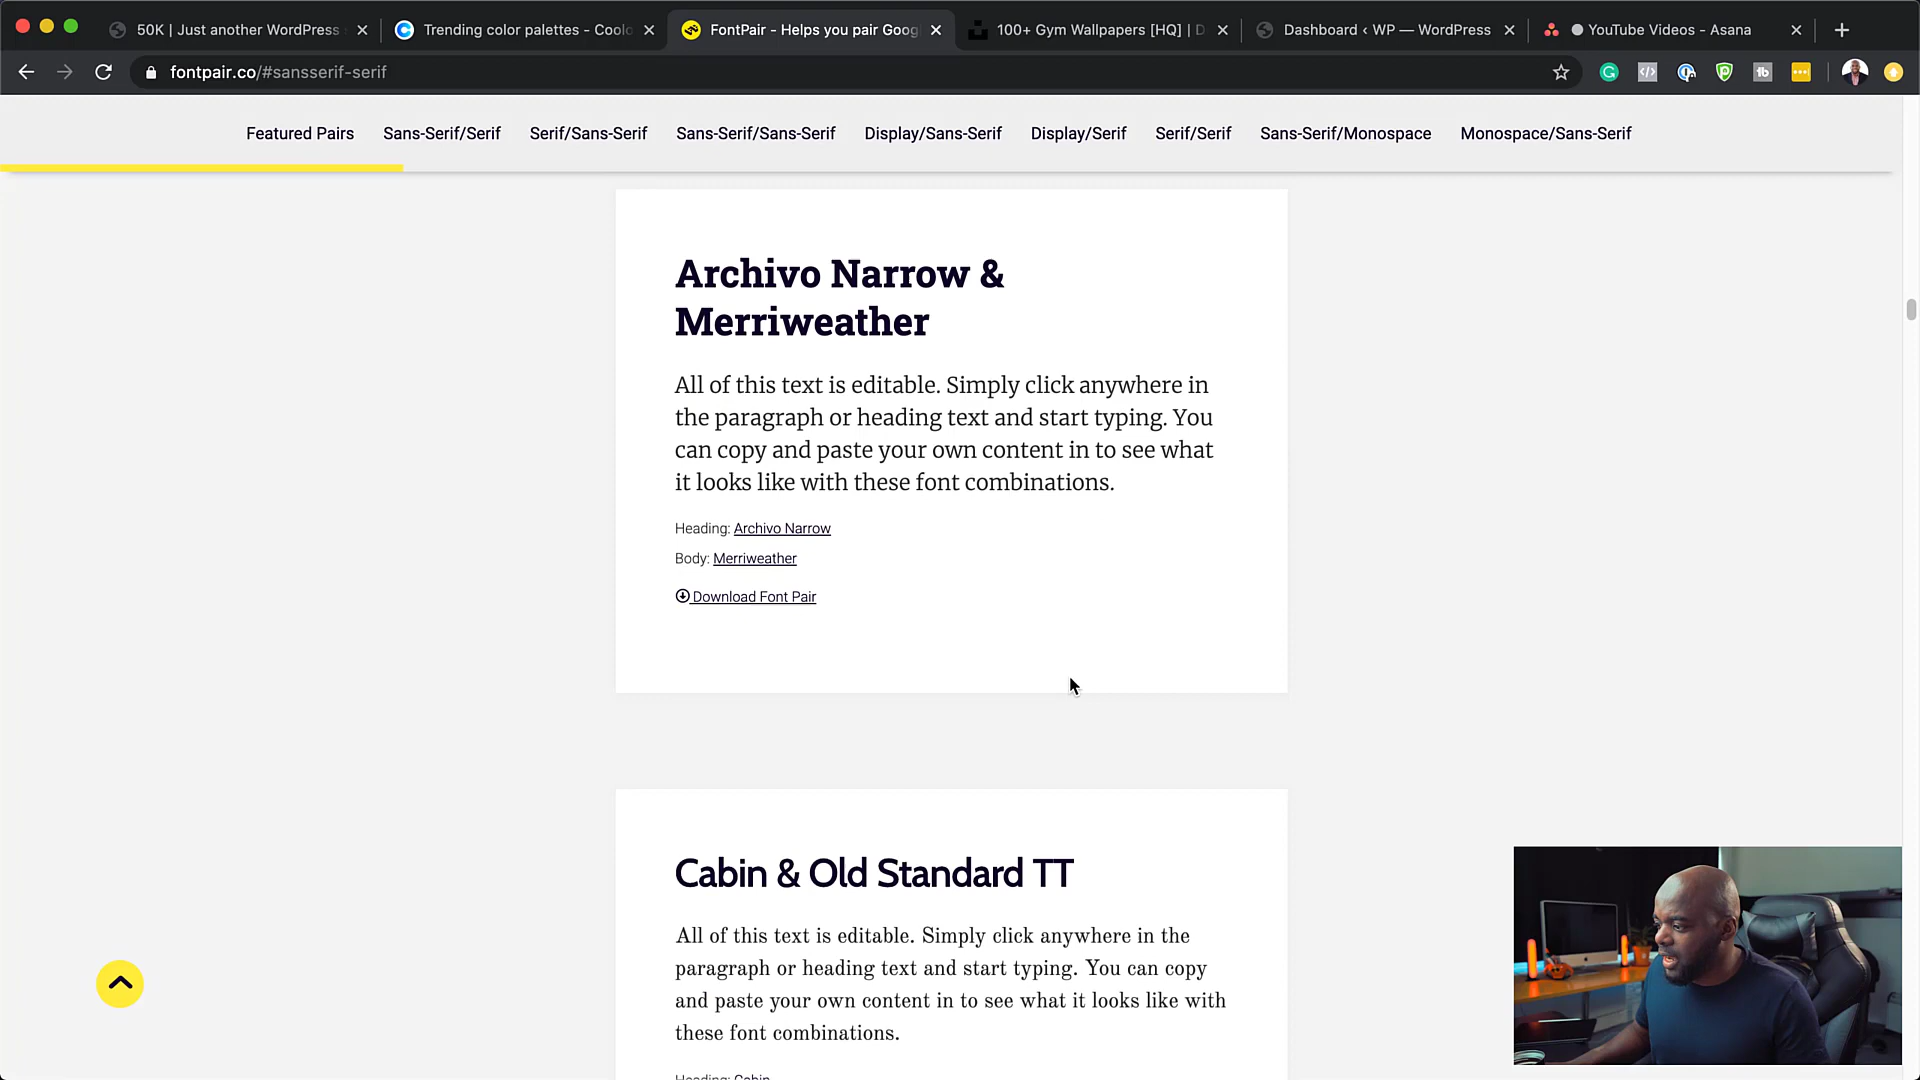 50K | Just another WordPress
Trending color palettes - Coolo
FontPair - Helps you pair Goog
100+ Gym Wallpapers [HQ] | D
Dashboard ‹ WP — WordPress
YouTube Videos - Asana
fontpair.co/#sansserif-serif
Featured Pairs
Sans-Serif/Serif
Serif/Sans-Serif
Sans-Serif/Sans-Serif
Display/Sans-Serif
Display/Serif
Serif/Serif
Sans-Serif/Monospace
Monospace/Sans-Serif
Archivo Narrow &
Merriweather
All of this text is editable. Simply click anywhere in
the paragraph or heading text and start typing. You
can copy and paste your own content in to see what
it looks like with these font combinations.
Heading: Archivo Narrow
Body: Merriweather
Download Font Pair
Cabin & Old Standard TT
All of this text is editable. Simply click anywhere in the
paragraph or heading text and start typing. You can copy
and paste your own content in to see what it looks like with
these font combinations.
Heading: Cabin